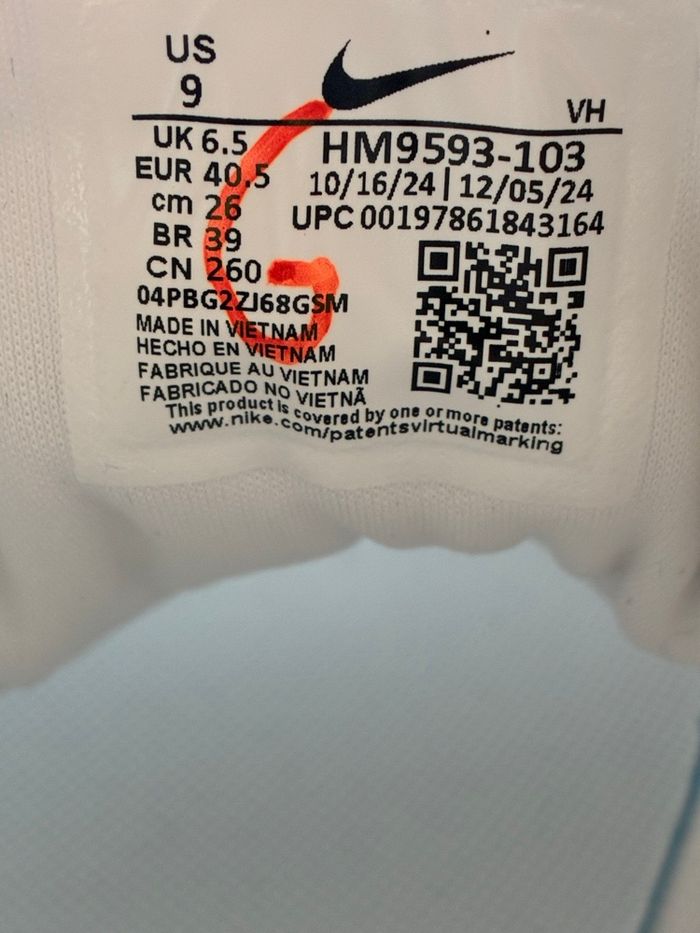 US
9
VH
UK 6.5
EUR 40.5
cm 26
BR 39
CN 260
HM9593-103
10/16/24 | 12/05/24
UPC 00197861843164
04PBG2ZJ68GSM
MADE IN VIETNAM
HECHO EN VIETNAM
FABRIQUE AU VIETNAM
FABRICADO NO VIETNÃ
This product is covered by one or more patents:
www.nike.com/patentsvirtualmarking
G